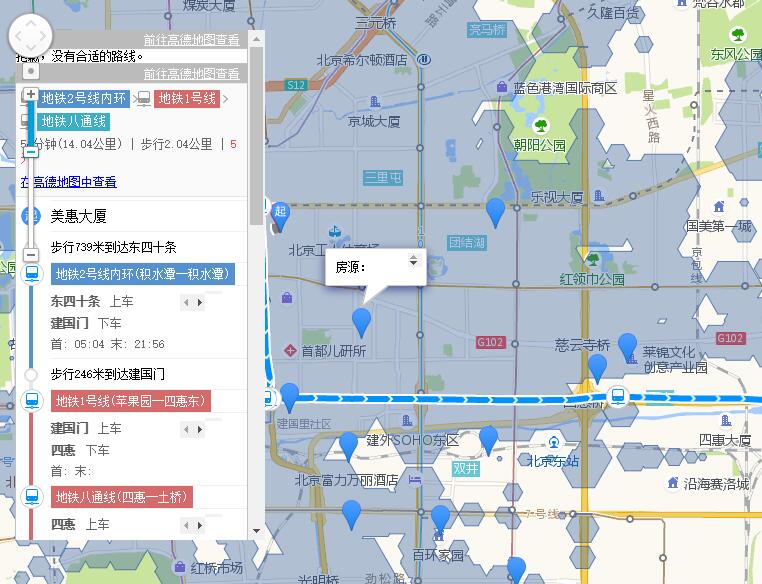 前往高德地图查看
抱歉，没有合适的路线。
前往高德地图查看
地铁2号线内环
地铁1号线
地铁八通线
分钟(14.04公里) | 步行2.04公里 | 5
在高德地图中查看
起
美惠大厦
步行739米到达东四十条
地铁2号线内环(积水潭—积水潭)
东四十条 上车
建国门 下车
首: 05:04 末: 21:56
步行246米到达建国门
地铁1号线(苹果园—四惠东)
建国门 上车
四惠 下车
首: 末:
地铁八通线(四惠—土桥)
四惠 上车
煤炭大厦
三元桥
久隆百货
亮马桥
东风公园
北京希尔顿酒店
S12
蓝色港湾国际商区
京城大厦
星火西路
朝阳公园
三里屯
乐视大厦
起
国美第一城
团结湖
京包线
房源:
红领巾公园
首都儿研所
G102
G102
慈云寺桥
莱锦文化
创意产业园
建国里社区
建外SOHO东区
四惠大厦
双井
北京东站
北京富力万丽酒店
沿海赛洛城
7号线
百环家园
红桥市场
光明桥
劲松路